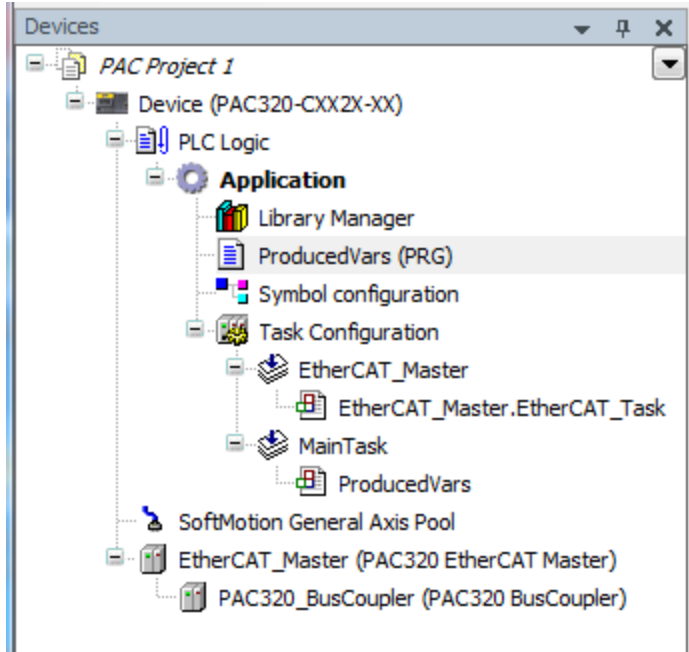 Devices
PAC Project 1
Device (PAC320-CXX2X-XX)
PLC Logic
Application
Library Manager
ProducedVars (PRG)
Symbol configuration
Task Configuration
EtherCAT_Master
EtherCAT_Master.EtherCAT_Task
MainTask
ProducedVars
SoftMotion General Axis Pool
EtherCAT_Master (PAC320 EtherCAT Master)
PAC320_BusCoupler (PAC320 BusCoupler)